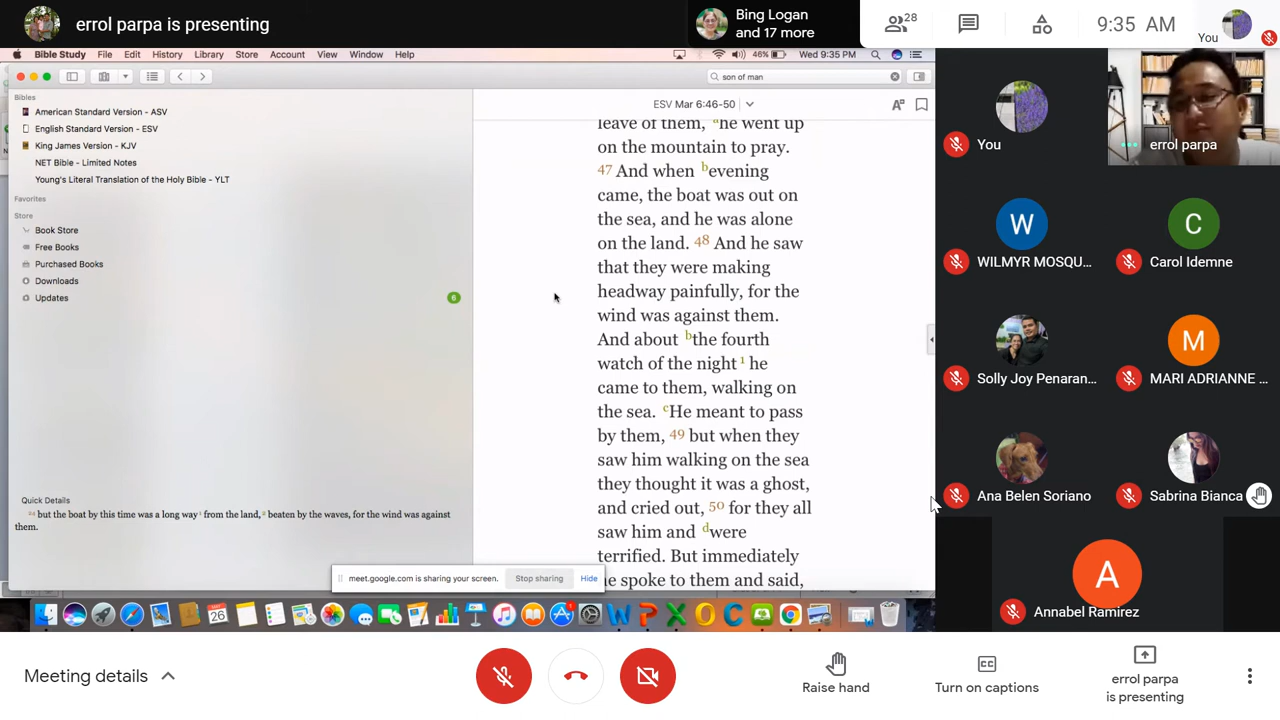 errol parpa is presenting
Bing Logan
and 17 more
28
9:35 AM
You
Bible Study File Edit History Library Store Account View Window Help
46% Wed 9:35 PM
son of man
Bibles
American Standard Version - ASV
English Standard Version - ESV
King James Version - KJV
NET Bible - Limited Notes
Young's Literal Translation of the Holy Bible - YLT
Favorites
Store
Book Store
Free Books
Purchased Books
Downloads
Updates
6
Quick Details
24 but the boat by this time was a long way from the land, beaten by the waves, for the wind was against
them.
ESV Mar 6:46-50
leave of them, a he went up
on the mountain to pray.
47 And when b evening
came, the boat was out on
the sea, and he was alone
on the land. 48 And he saw
that they were making
headway painfully, for the
wind was against them.
And about b the fourth
watch of the night 1 he
came to them, walking on
the sea. c He meant to pass
by them, 49 but when they
saw him walking on the sea
they thought it was a ghost,
and cried out, 50 for they all
saw him and d were
terrified. But immediately
he spoke to them and said,
meet.google.com is sharing your screen. Stop sharing Hide
26
You
errol parpa
W
WILMYR MOSQU...
C
Carol Idemne
Solly Joy Penaran...
M
MARI ADRIANNE ...
Ana Belen Soriano
Sabrina Bianca
A
Annabel Ramirez
Meeting details
Raise hand
Turn on captions
errol parpa
is presenting